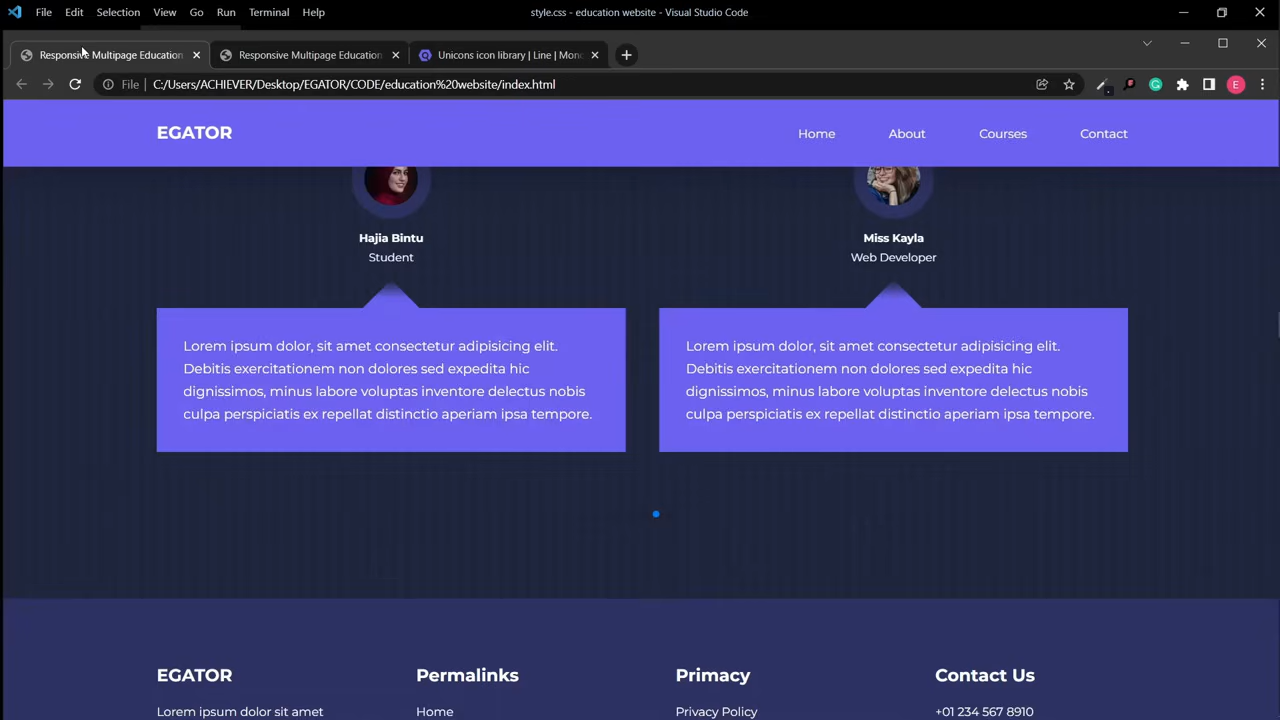 File Edit Selection View Go Run Terminal Help
style.css - education website - Visual Studio Code
Responsive Multipage Education
Responsive Multipage Education
Unicons icon library | Line | Mono
File C:/Users/ACHIEVER/Desktop/EGATOR/CODE/education%20website/index.html
E
EGATOR
Home About Courses Contact
Hajia Bintu
Student
Miss Kayla
Web Developer
Lorem ipsum dolor, sit amet consectetur adipisicing elit.
Debitis exercitationem non dolores sed expedita hic
dignissimos, minus labore voluptas inventore delectus nobis
culpa perspiciatis ex repellat distinctio aperiam ipsa tempore.
Lorem ipsum dolor, sit amet consectetur adipisicing elit.
Debitis exercitationem non dolores sed expedita hic
dignissimos, minus labore voluptas inventore delectus nobis
culpa perspiciatis ex repellat distinctio aperiam ipsa tempore.
EGATOR
Lorem ipsum dolor sit amet
Permalinks
Home
Primacy
Privacy Policy
Contact Us
+01 234 567 8910